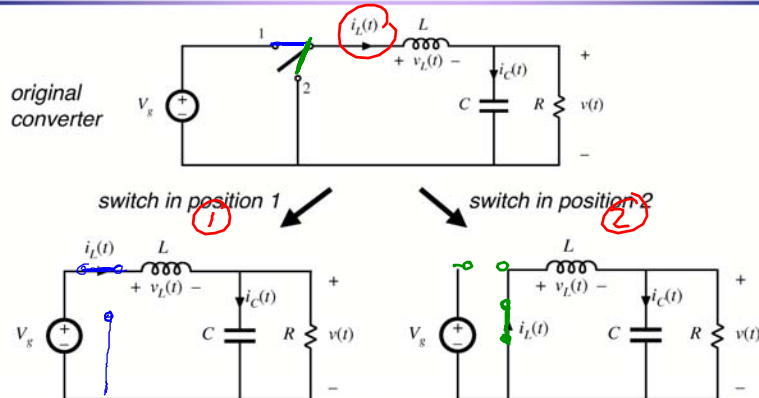 1
i_L(t)
L
+ v_L(t) −
i_C(t)
+
2
original
converter
V_g
+
−
C
R
v(t)
−
switch in position 1
switch in position 2
1
2
i_L(t)
L
+ v_L(t) −
i_C(t)
+
V_g
+
−
C
R
v(t)
−
L
+ v_L(t) −
i_C(t)
+
V_g
+
−
i_L(t)
C
R
v(t)
−